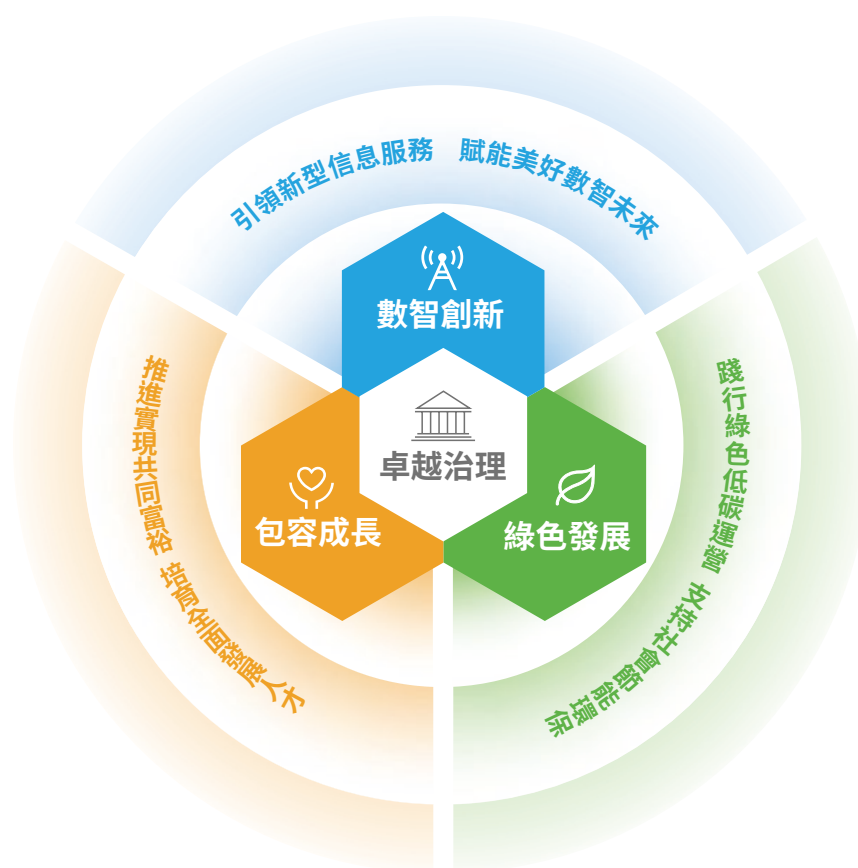 引領新型信息服務 賦能美好數智未來
數智創新
卓越治理
包容成長
綠色發展
推進實現共同富裕 培育全面發展人才
踐行綠色低碳運營 支持社會節能環保